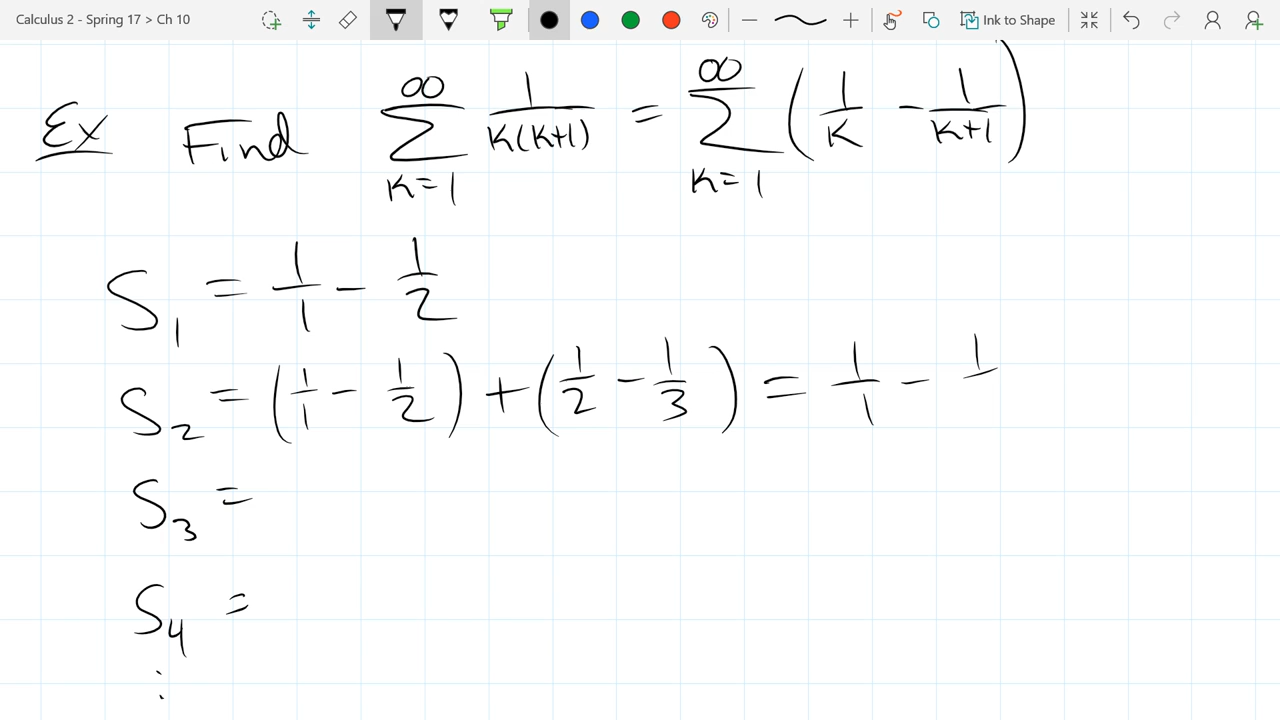 Calculus 2 - Spring 17 > Ch 10
Ink to Shape
Ex Find ∞ ∑ K=1 1/(K(K+1)) = ∞ ∑ K=1 (1/K - 1/(K+1))
S₁ = 1/1 - 1/2
S₂ = (1/1 - 1/2) + (1/2 - 1/3) = 1/1 - 1/
S₃ =
S₄ =
⋮